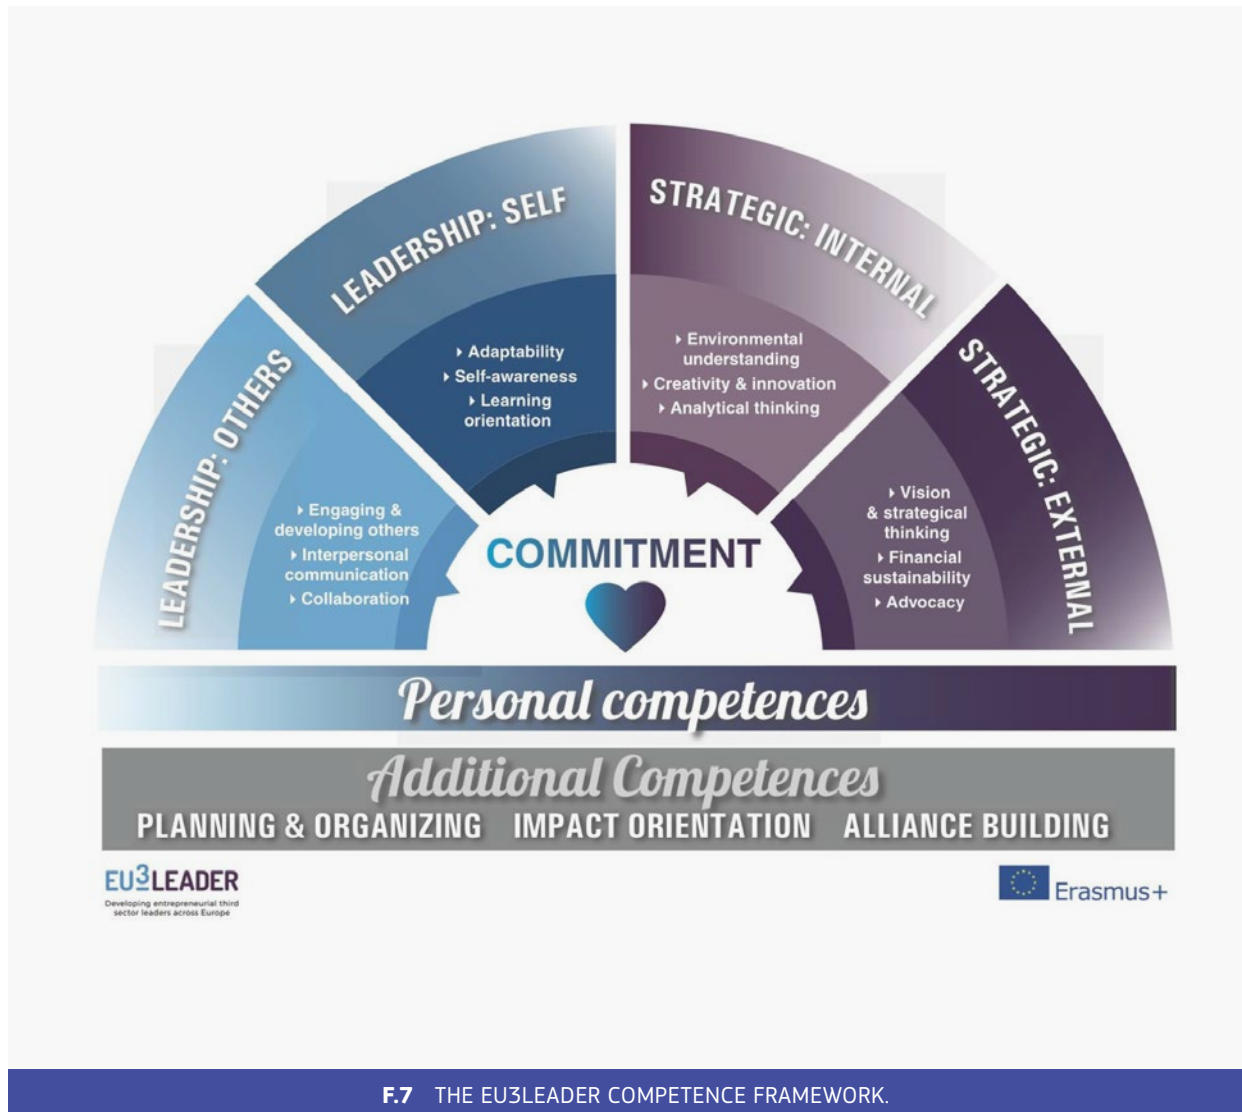 LEADERSHIP: OTHERS
▸ Engaging &
developing others
▸ Interpersonal
communication
▸ Collaboration
LEADERSHIP: SELF
▸ Adaptability
▸ Self-awareness
▸ Learning
orientation
STRATEGIC: INTERNAL
▸ Environmental
understanding
▸ Creativity & innovation
▸ Analytical thinking
STRATEGIC: EXTERNAL
▸ Vision
& strategical
thinking
▸ Financial
sustainability
▸ Advocacy
COMMITMENT
Personal competences
Additional Competences
PLANNING & ORGANIZING IMPACT ORIENTATION ALLIANCE BUILDING
EU3LEADER
Developing entrepreneurial third
sector leaders across Europe
Erasmus+
F.7 THE EU3LEADER COMPETENCE FRAMEWORK.